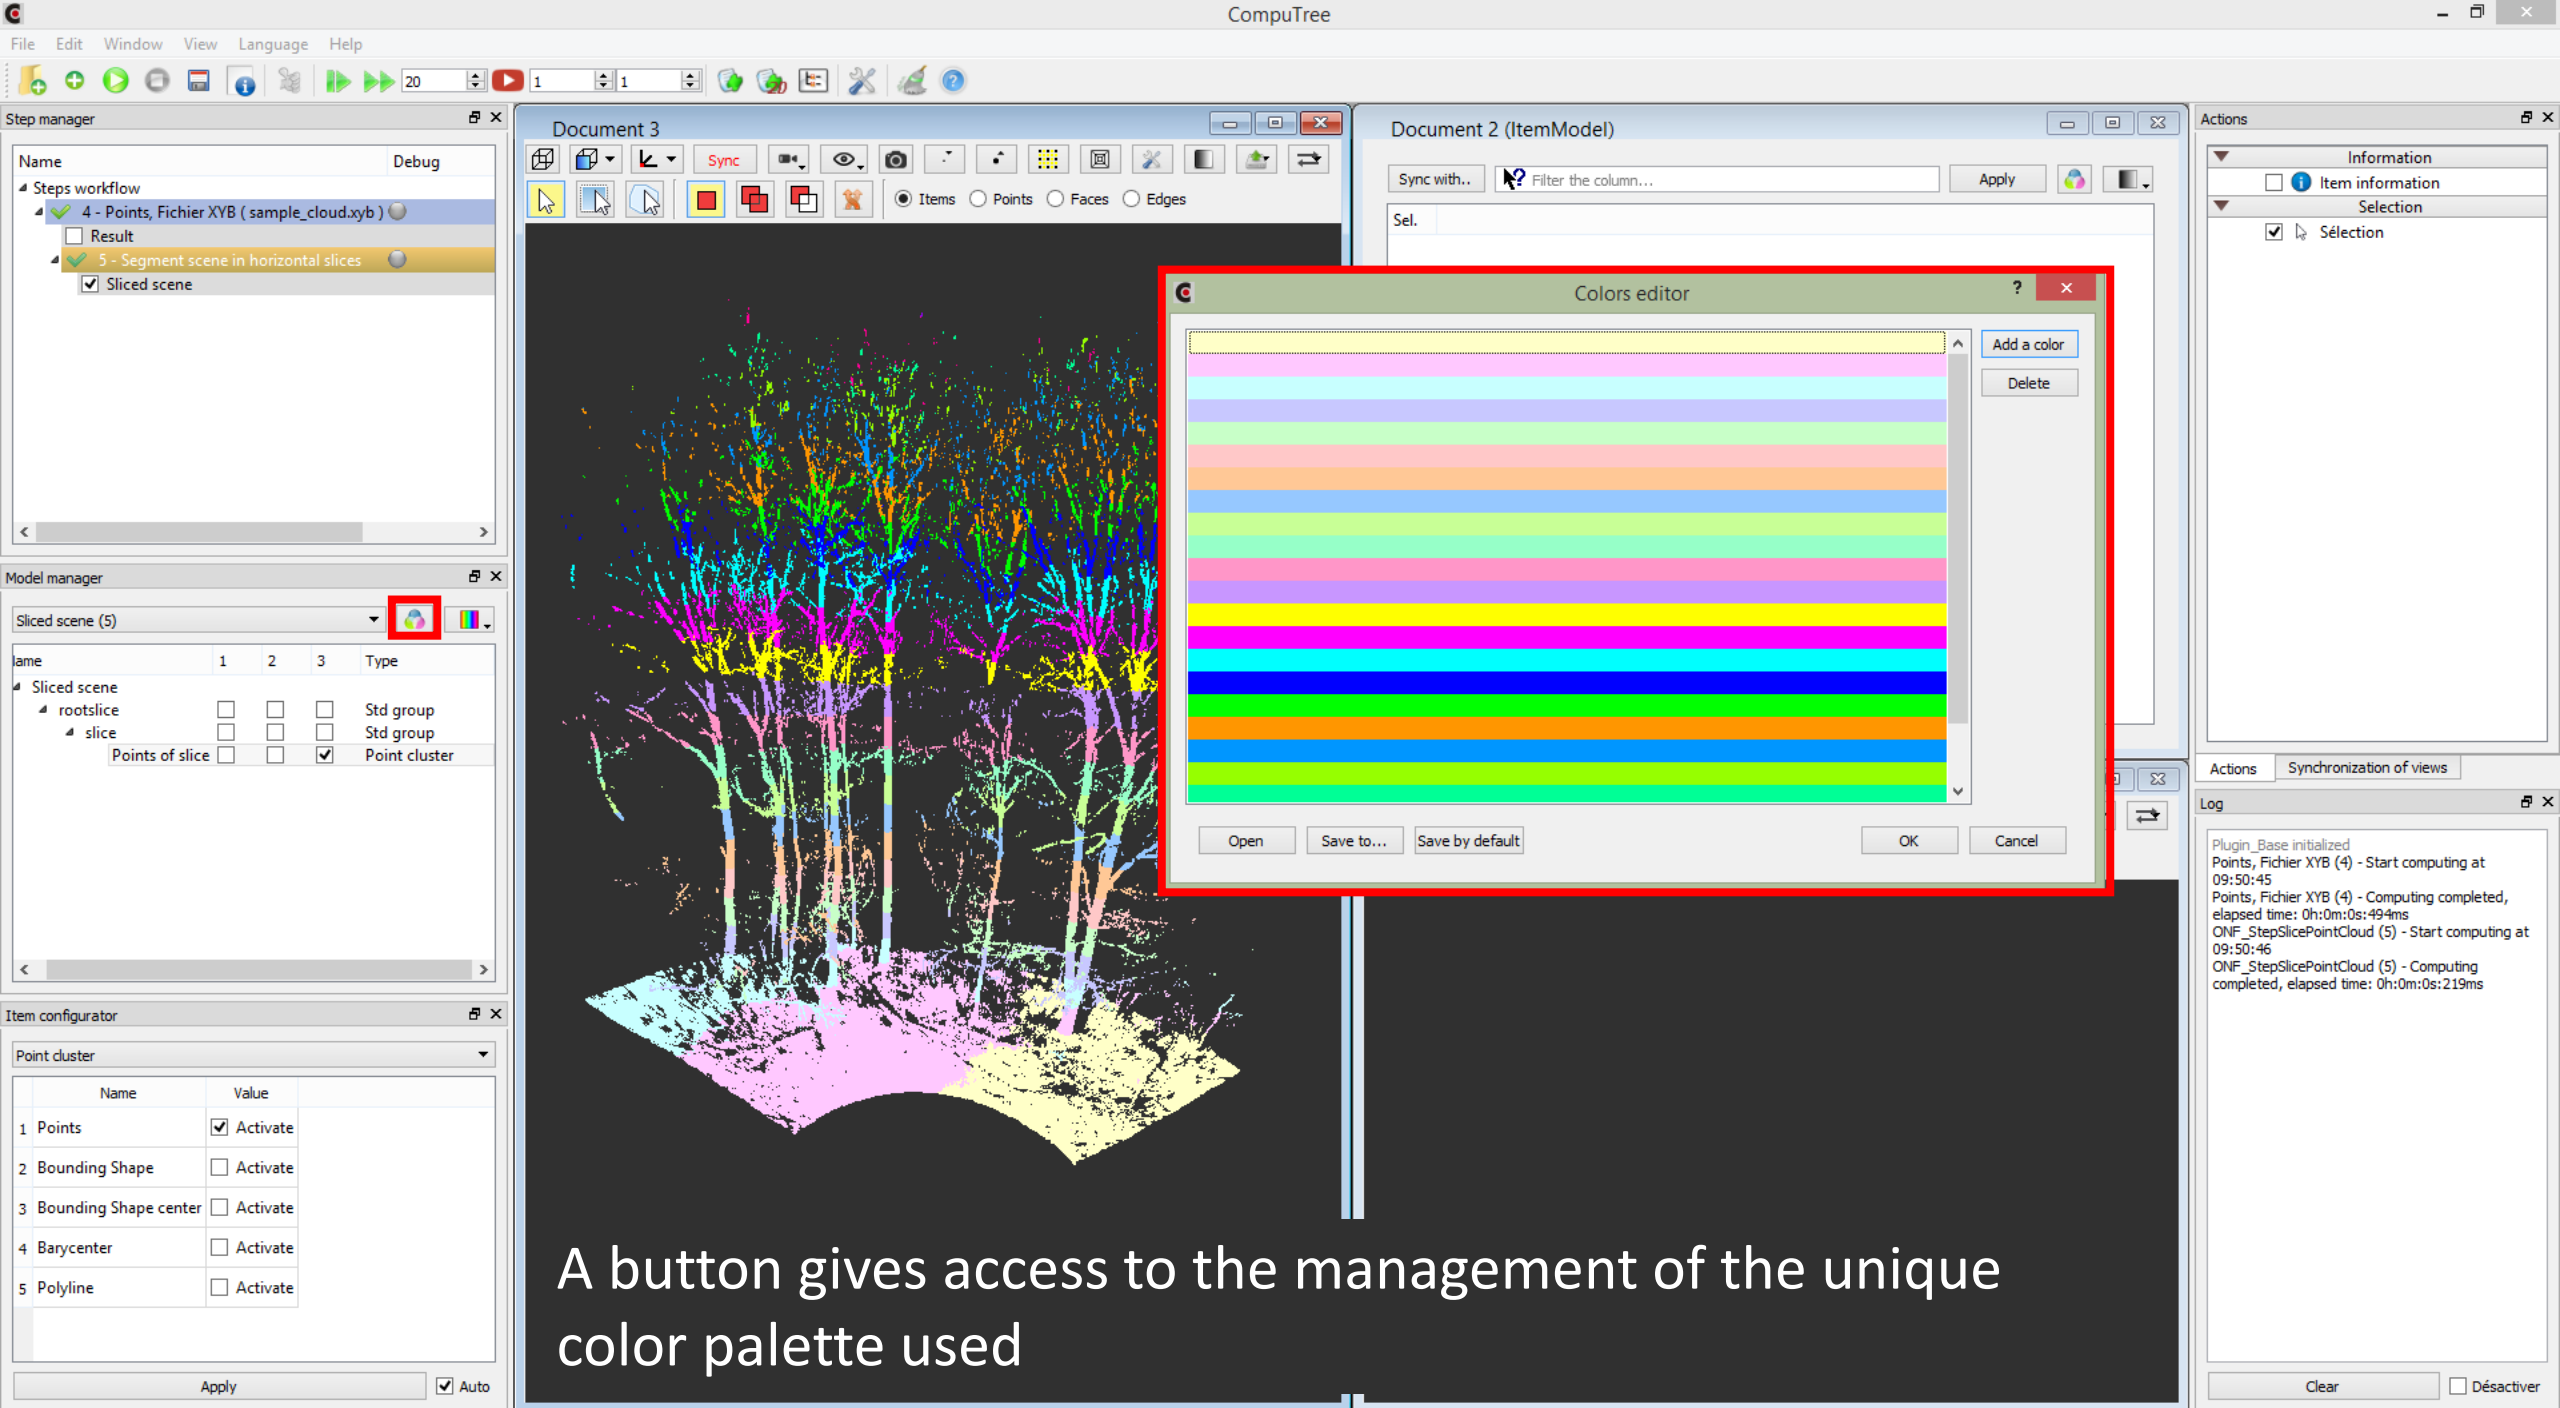 CompuTree
File Edit Window View Language Help
20
1
1
Step manager
Name Debug
Steps workflow
4 - Points, Fichier XYB ( sample_cloud.xyb )
Result
5 - Segment scene in horizontal slices
Sliced scene
Model manager
Sliced scene (5)
lame 1 2 3 Type
Sliced scene
rootslice Std group
slice Std group
Points of slice Point cluster
Item configurator
Point cluster
Name Value
1 Points Activate
2 Bounding Shape Activate
3 Bounding Shape center Activate
4 Barycenter Activate
5 Polyline Activate
Apply Auto
Document 3
Sync
Items Points Faces Edges
Document 2 (ItemModel)
Sync with.. Filter the column... Apply
Sel.
Colors editor
?
Add a color
Delete
Open Save to... Save by default OK Cancel
A button gives access to the management of the unique
color palette used
Actions
Information
Item information
Selection
Sélection
Actions Synchronization of views
Log
Plugin_Base initialized
Points, Fichier XYB (4) - Start computing at
09:50:45
Points, Fichier XYB (4) - Computing completed,
elapsed time: 0h:0m:0s:494ms
ONF_StepSlicePointCloud (5) - Start computing at
09:50:46
ONF_StepSlicePointCloud (5) - Computing
completed, elapsed time: 0h:0m:0s:219ms
Clear Désactiver